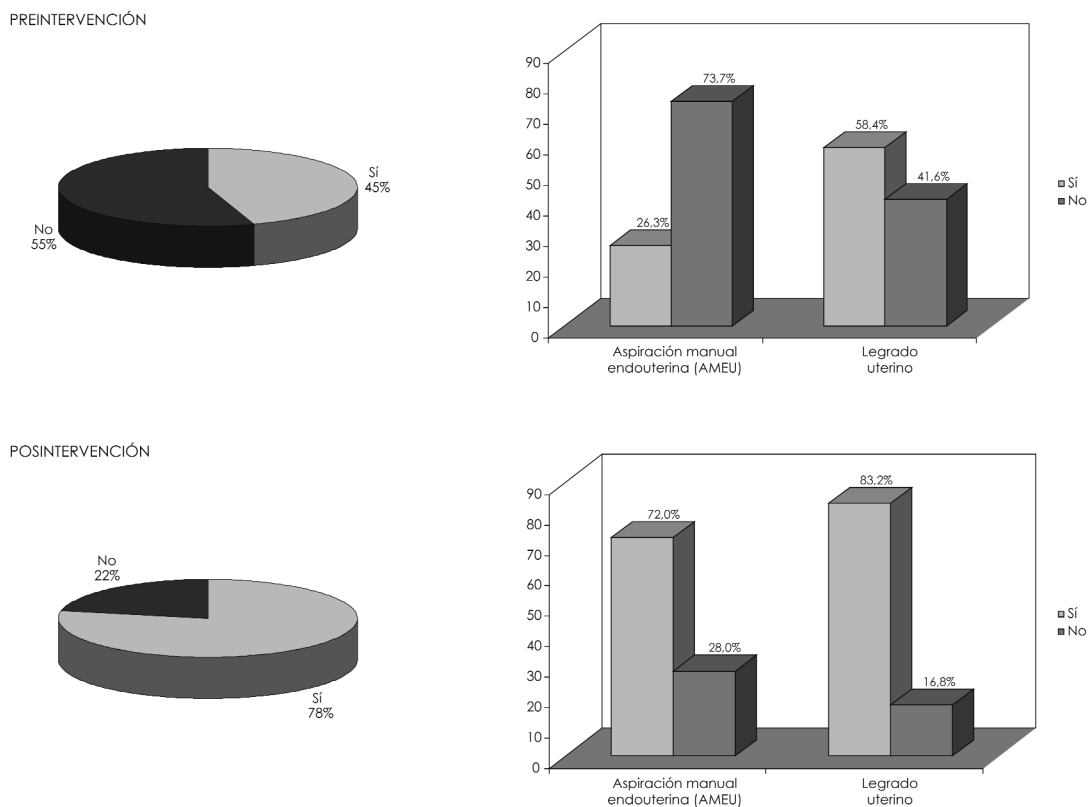 PREINTERVENCIÓN
Sí
45%
No
55%
90
80
70
60
50
40
30
20
10
0
26,3%
73,7%
58,4%
41,6%
Aspiración manual
endouterina (AMEU)
Legrado
uterino
Sí
No
POSINTERVENCIÓN
No
22%
Sí
78%
90
80
70
60
50
40
30
20
10
0
72,0%
28,0%
83,2%
16,8%
Aspiración manual
endouterina (AMEU)
Legrado
uterino
Sí
No